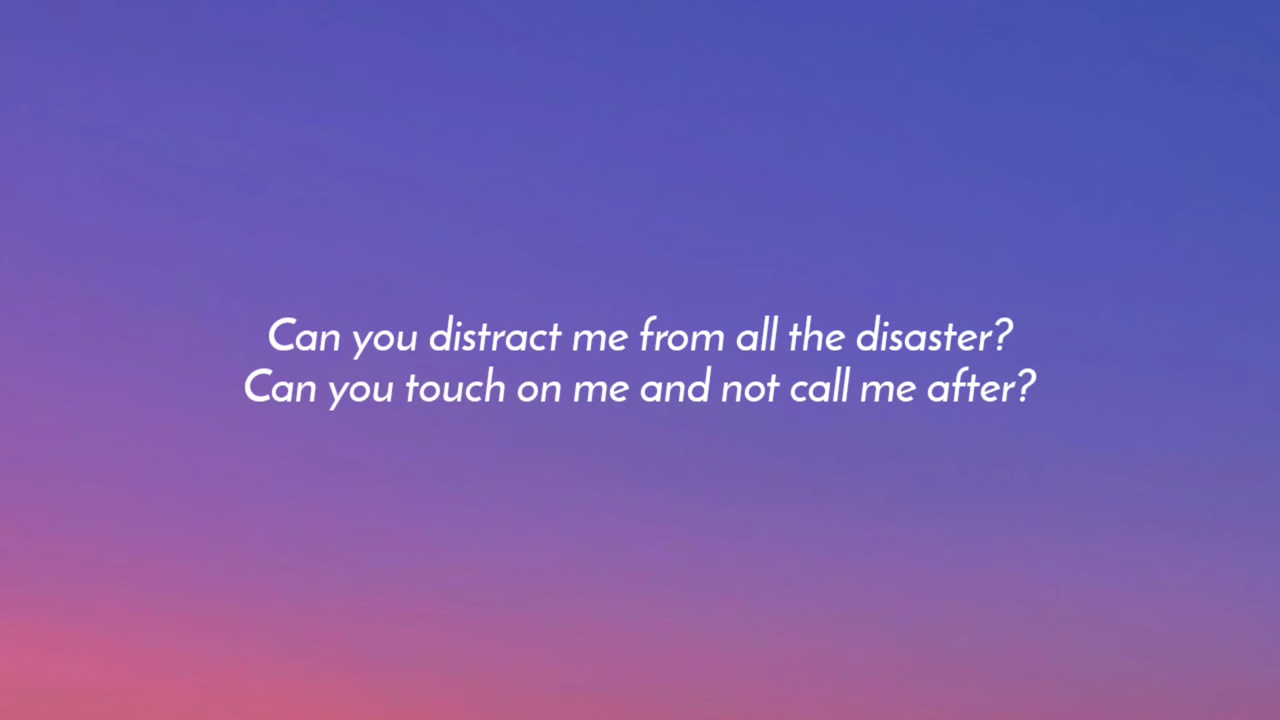 Can you distract me from all the disaster?
Can you touch on me and not call me after?